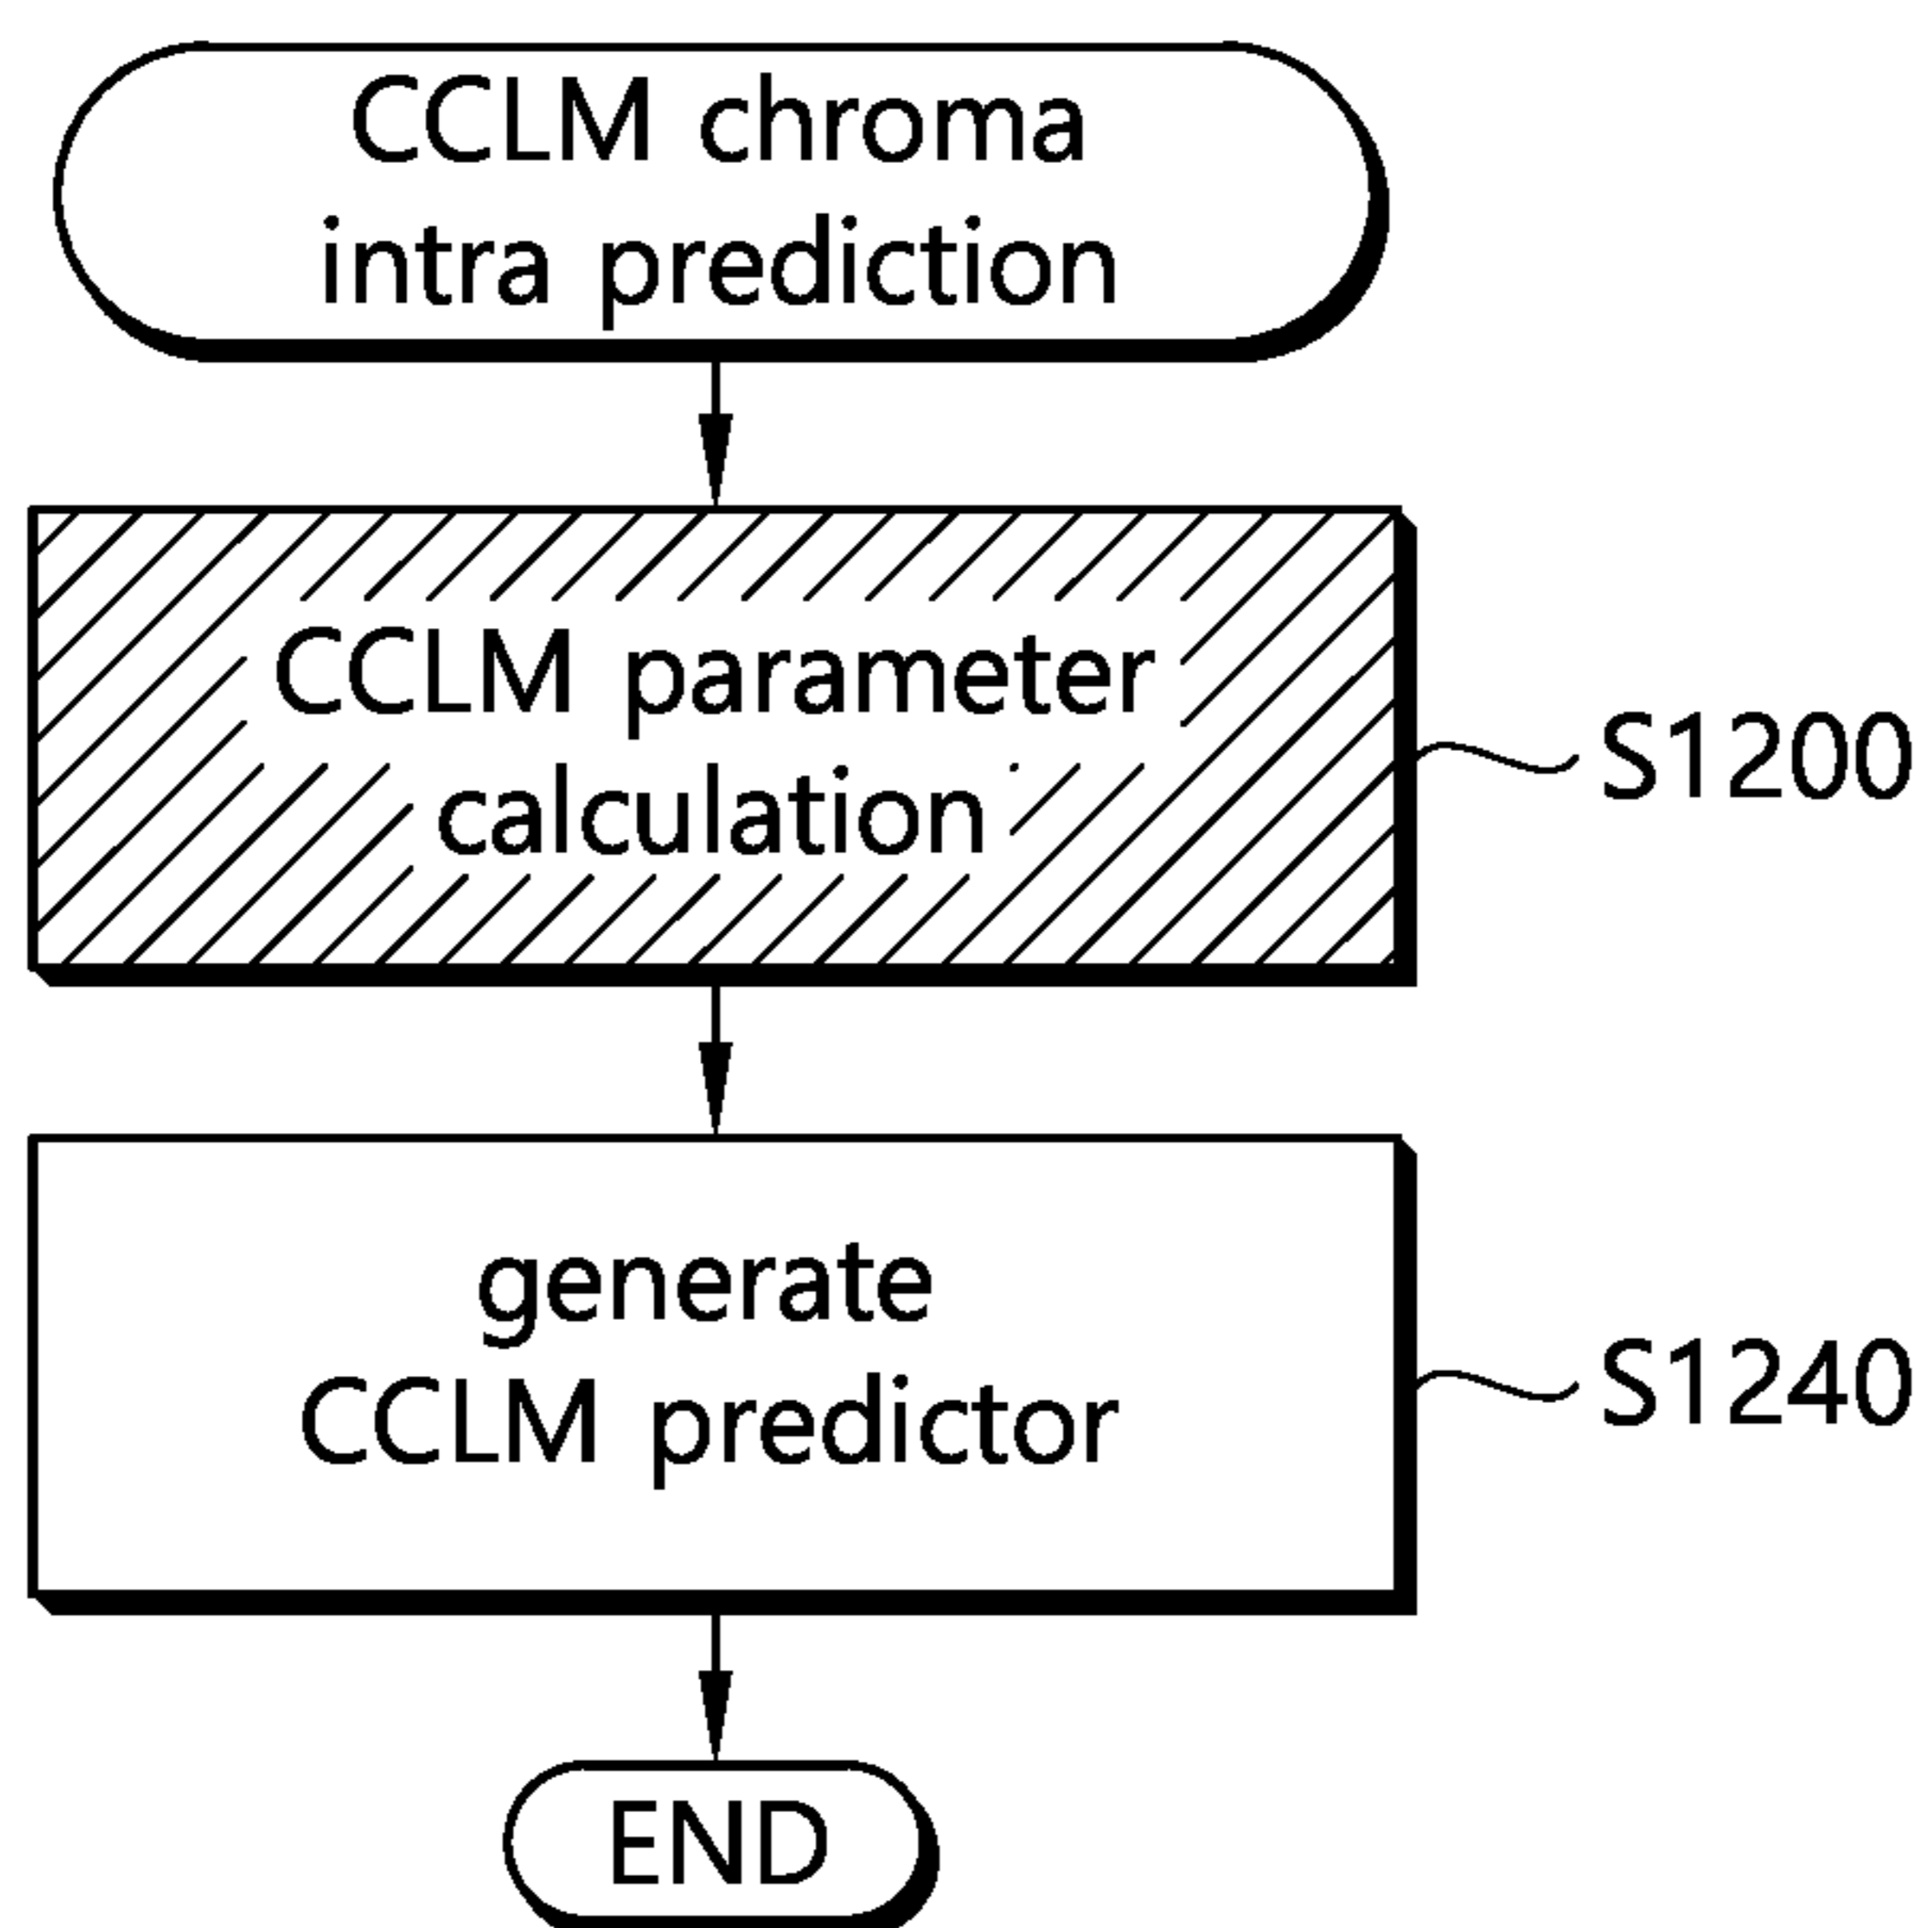 CCLM chroma
intra prediction
CCLM parameter
calculation
S1200
generate
CCLM predictor
S1240
END